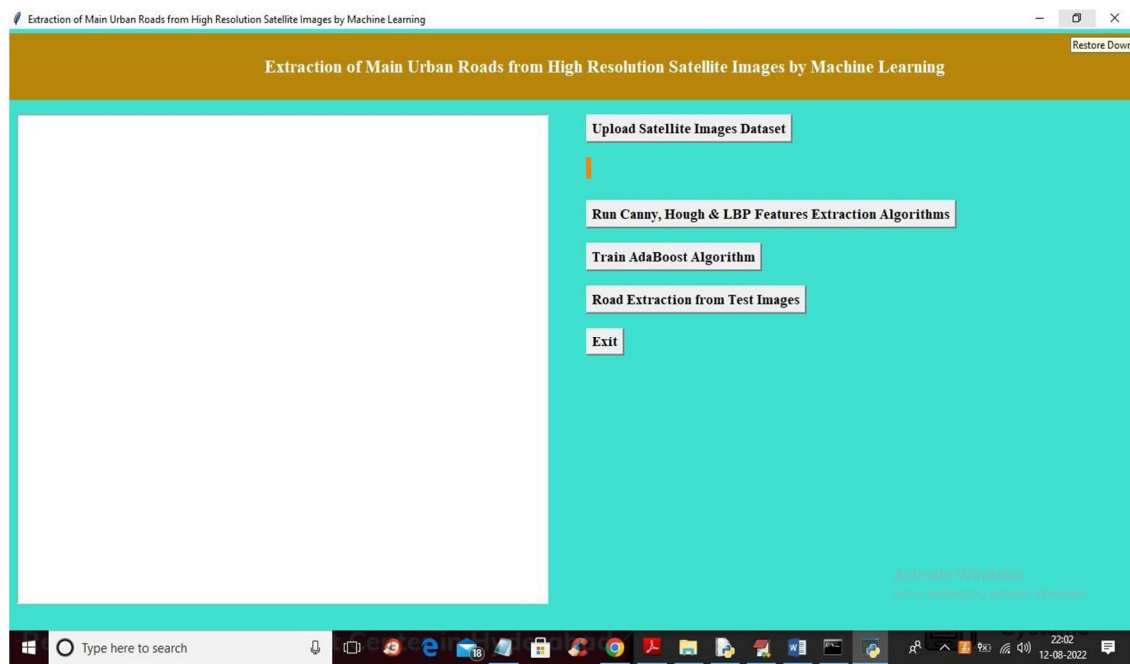 Extraction of Main Urban Roads from High Resolution Satellite Images by Machine Learning
Restore Down
Extraction of Main Urban Roads from High Resolution Satellite Images by Machine Learning
Upload Satellite Images Dataset
Run Canny, Hough & LBP Features Extraction Algorithms
Train AdaBoost Algorithm
Road Extraction from Test Images
Exit
Activate Windows
Type here to search
18
22:02
12-08-2022